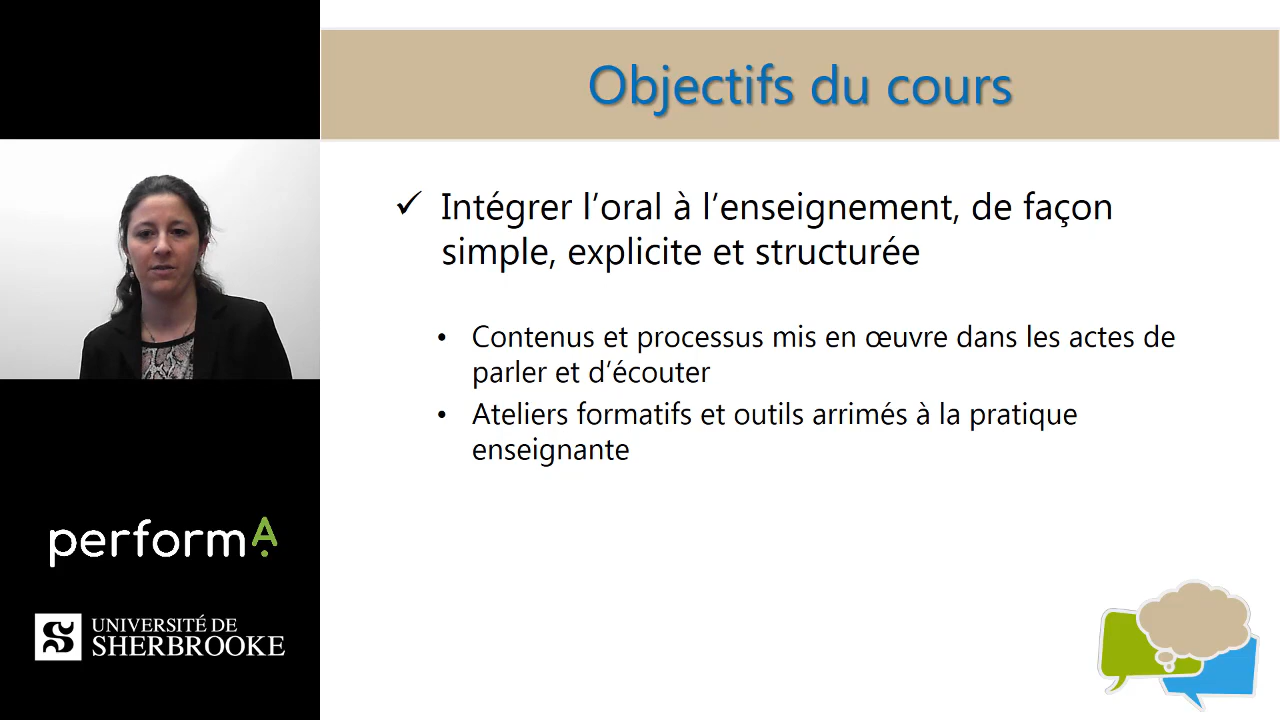 Objectifs du cours
✓ Intégrer l’oral à l’enseignement, de façon
simple, explicite et structurée
• Contenus et processus mis en œuvre dans les actes de
parler et d’écouter
• Ateliers formatifs et outils arrimés à la pratique
enseignante
performA
UNIVERSITÉ DE
SHERBROOKE